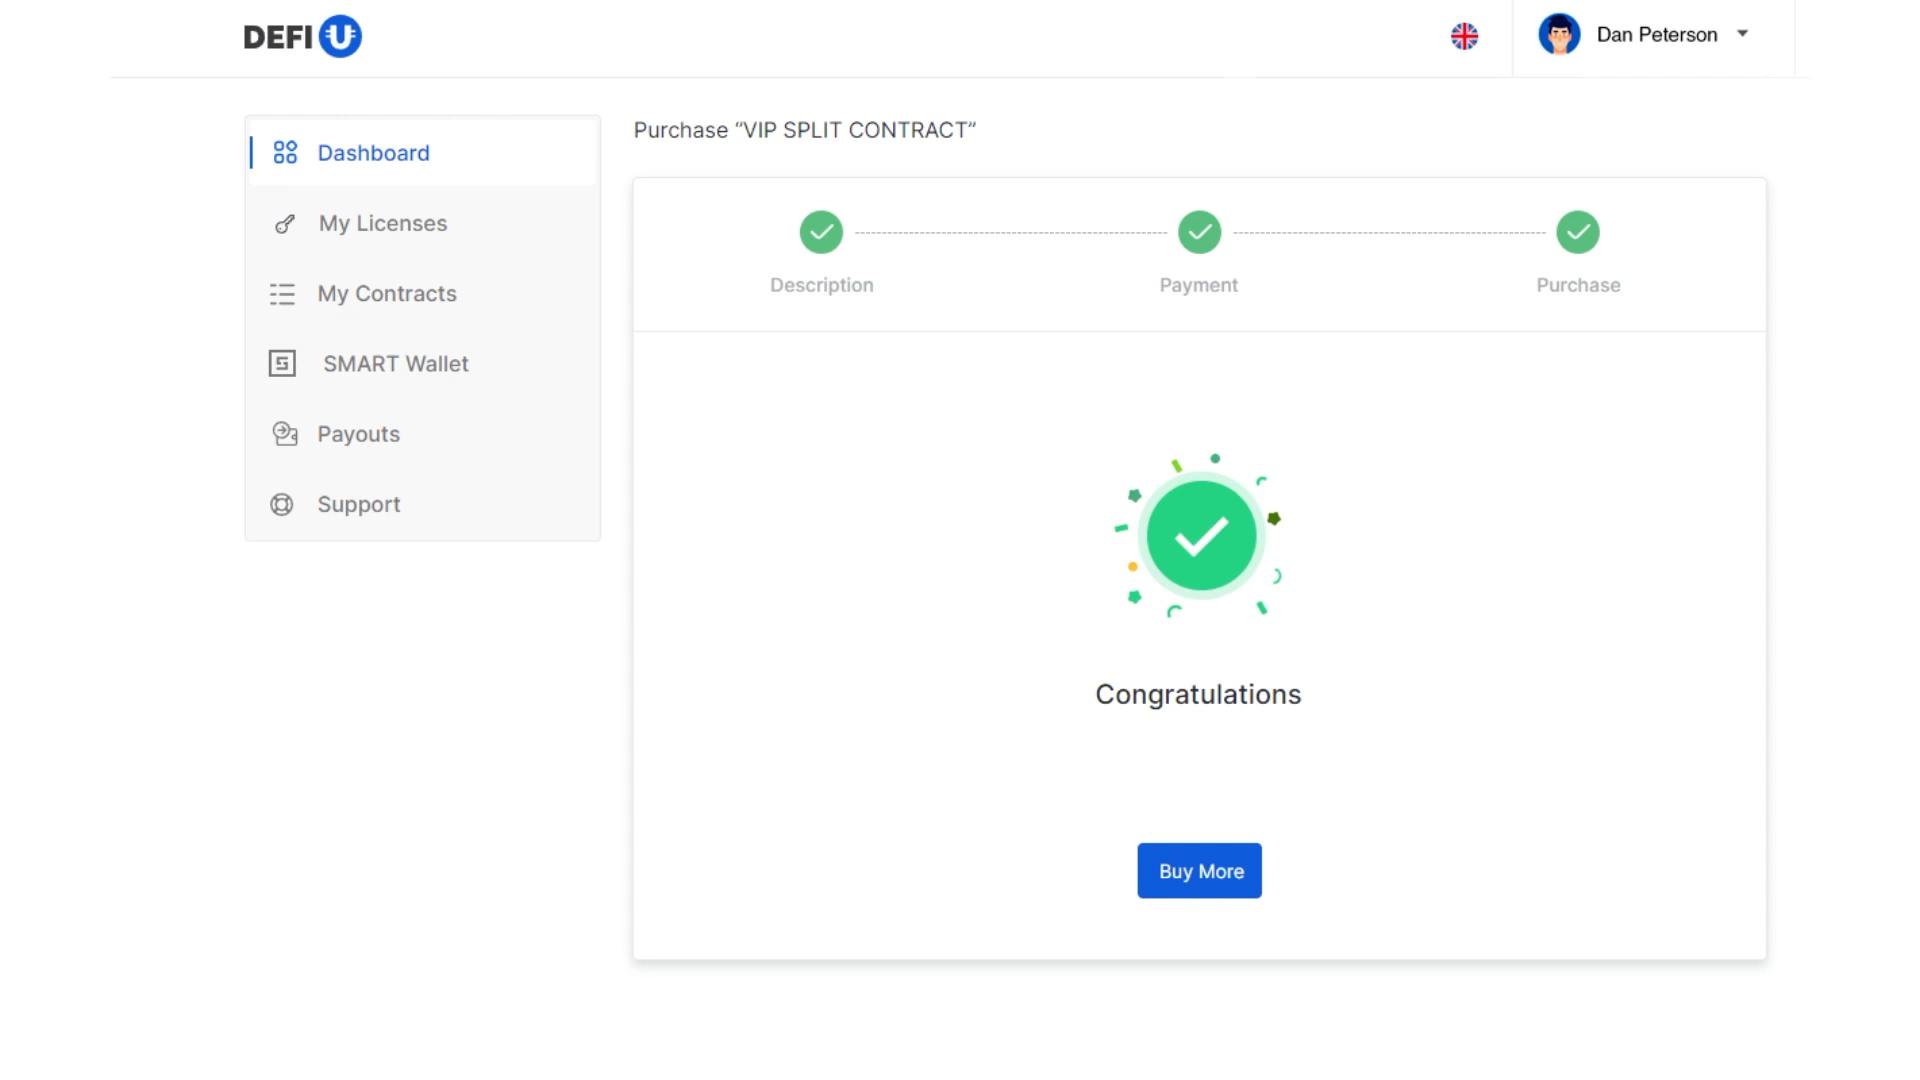 DEFI U
Dan Peterson
Dashboard
My Licenses
My Contracts
SMART Wallet
Payouts
Support
Purchase “VIP SPLIT CONTRACT”
Description
Payment
Purchase
Congratulations
Buy More